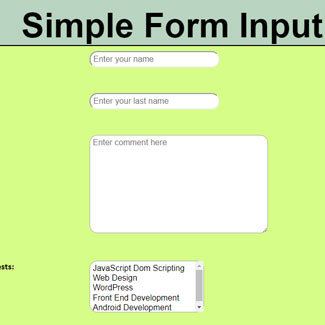 Simple Form Input
Enter your name
Enter your last name
Enter comment here
ests:
JavaScript Dom Scripting
Web Design
WordPress
Front End Development
Android Development